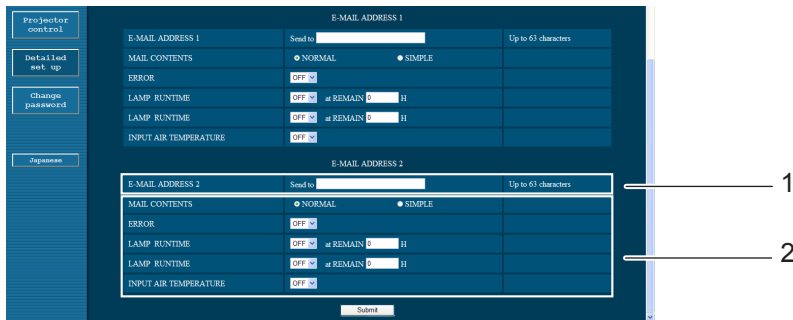 Projector
control
Detailed
set up
Change
password
Japanese
E-MAIL ADDRESS 1
E-MAIL ADDRESS 1 Send to Up to 63 characters
MAIL CONTENTS NORMAL SIMPLE
ERROR OFF
LAMP RUNTIME OFF at REMAIN 0 H
LAMP RUNTIME OFF at REMAIN 0 H
INPUT AIR TEMPERATURE OFF
E-MAIL ADDRESS 2
E-MAIL ADDRESS 2 Send to Up to 63 characters 1
MAIL CONTENTS NORMAL SIMPLE
ERROR OFF
LAMP RUNTIME OFF at REMAIN 0 H
LAMP RUNTIME OFF at REMAIN 0 H 2
INPUT AIR TEMPERATURE OFF
Submit